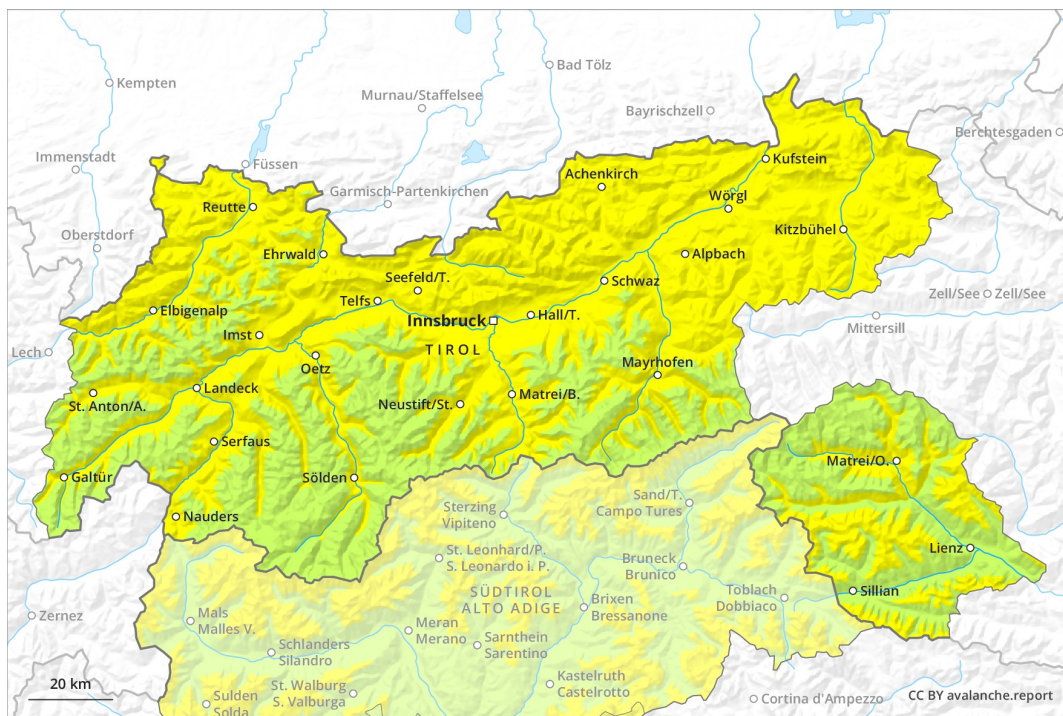 Kempten
Bad Tölz
Murnau/Staffelsee
Bayrischzell
Berchtesgaden
Immenstadt
Füssen
Kufstein
Achenkirch
Garmisch-Partenkirchen
Wörgl
Reutte
Oberstdorf
Kitzbühel
Ehrwald
Alpbach
Seefeld/T.
Schwaz
Telfs
Zell/See
Zell/See
Elbigenalp
Innsbruck
Hall/T.
Mittersill
Imst
Lech
TIROL
Oetz
Mayrhofen
Landeck
Matrei/B.
St. Anton/A.
Neustift/St.
Serfaus
Matrei/O.
Galtür
Sölden
Sand/T.
Campo Tures
Sterzing
Vipiteno
Nauders
Lienz
St. Leonhard/P.
S. Leonardo i. P.
Bruneck
Brunico
SÜDTIROL
ALTO ADIGE
Toblach
Dobbiaco
Sillian
Brixen
Bressanone
Zernez
Mals
Malles V.
Meran
Merano
Sarnthein
Sarentino
Schlanders
Silandro
Kastelruth
Castelrotto
20 km
St. Walburg
S. Valburga
Sulden
Solda
Cortina d'Ampezzo
CC BY avalanche.report